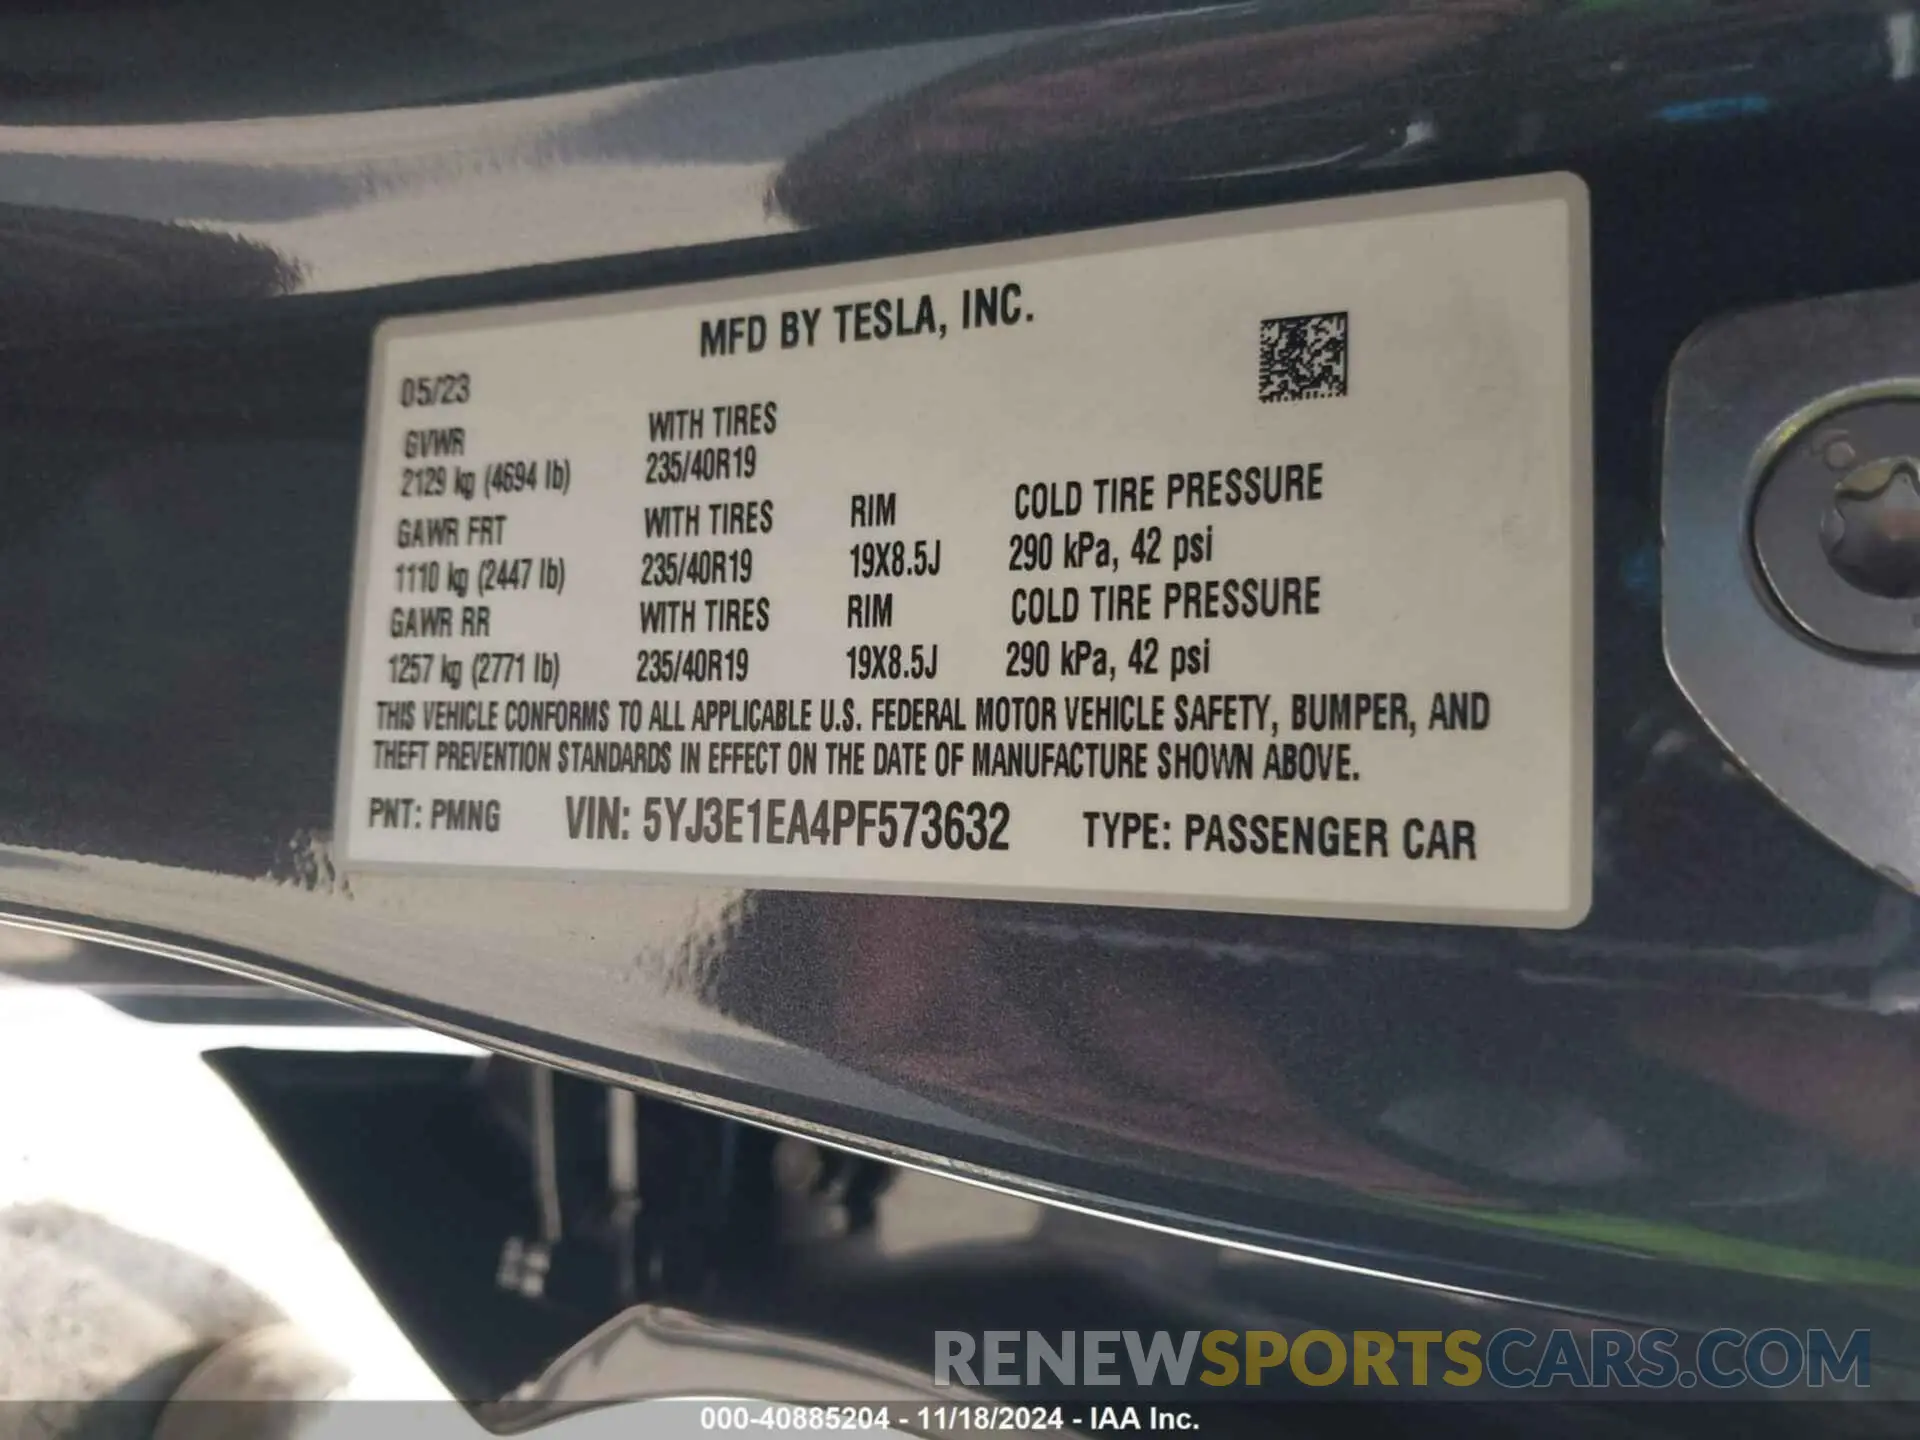 MFD BY TESLA, INC.
05/23
GVWR WITH TIRES
2129 kg (4694 lb) 235/40R19
GAWR FRT WITH TIRES RIM COLD TIRE PRESSURE
1110 kg (2447 lb) 235/40R19 19X8.5J 290 kPa, 42 psi
GAWR RR WITH TIRES RIM COLD TIRE PRESSURE
1257 kg (2771 lb) 235/40R19 19X8.5J 290 kPa, 42 psi
THIS VEHICLE CONFORMS TO ALL APPLICABLE U.S. FEDERAL MOTOR VEHICLE SAFETY, BUMPER, AND
THEFT PREVENTION STANDARDS IN EFFECT ON THE DATE OF MANUFACTURE SHOWN ABOVE.
PNT: PMNG VIN: 5YJ3E1EA4PF573632 TYPE: PASSENGER CAR
RENEWSPORTSCARS.COM
000-40885204 - 11/18/2024 - IAA Inc.